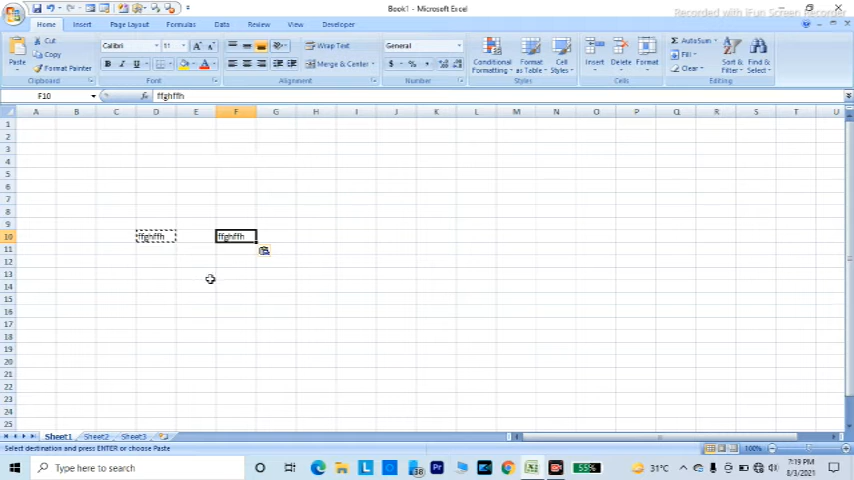 Book1 - Microsoft Excel
Recorded with iFun Screen Recorder
Home Insert Page Layout Formulas Data Review View Developer
Paste
Cut
Copy
Format Painter
Clipboard
Calibri 11
B I U
Font
Wrap Text
Merge & Center
Alignment
General
$ % ,
Number
Conditional Formatting
Format as Table
Cell Styles
Styles
Insert Delete Format
Cells
AutoSum
Fill
Clear
Sort & Filter
Find & Select
Editing
F10 fx ffghffh
A B C D E F G H I J K L M N O P Q R S T U
1
2
3
4
5
6
7
8
9
10 ffghffh ffghffh
11
12
13
14
15
16
17
18
19
20
21
22
23
24
25
Sheet1 Sheet2 Sheet3
Select destination and press ENTER or choose Paste 100%
Type here to search
38
55%
31°C
7:19 PM
8/3/2021